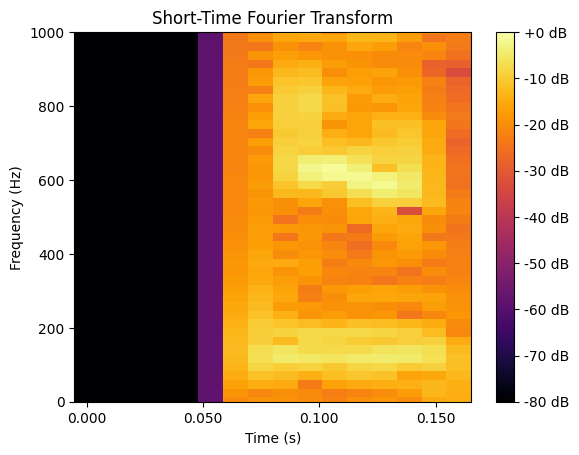 Short-Time Fourier Transform
Frequency (Hz)
1000
800
600
400
200
0
0.000
0.050
0.100
0.150
Time (s)
+0 dB
-10 dB
-20 dB
-30 dB
-40 dB
-50 dB
-60 dB
-70 dB
-80 dB